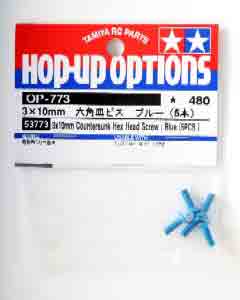 TAMIYA RC PARTS
HOP-UP OPTIONS
OP-773
★ 480
3×10mm 六角皿ビス ブルー (5本)
53773 3x10mm Countersunk Hex Head Screw : Blue (5PCS.)